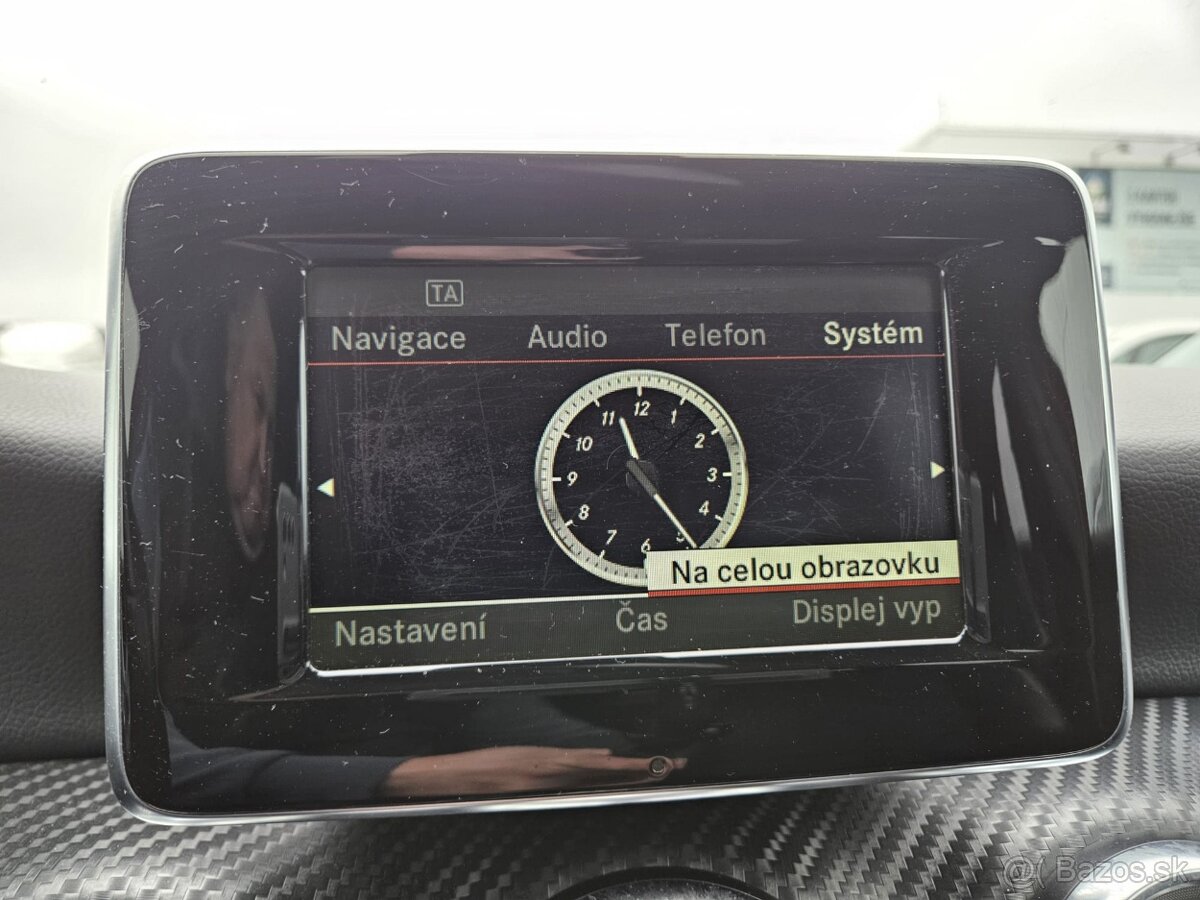 TA
Navigace Audio Telefon Systém
12
11 1
10 2
9 3
8 4
7 5
6
Na celou obrazovku
Nastavení Čas Displej vyp
Bazos.sk